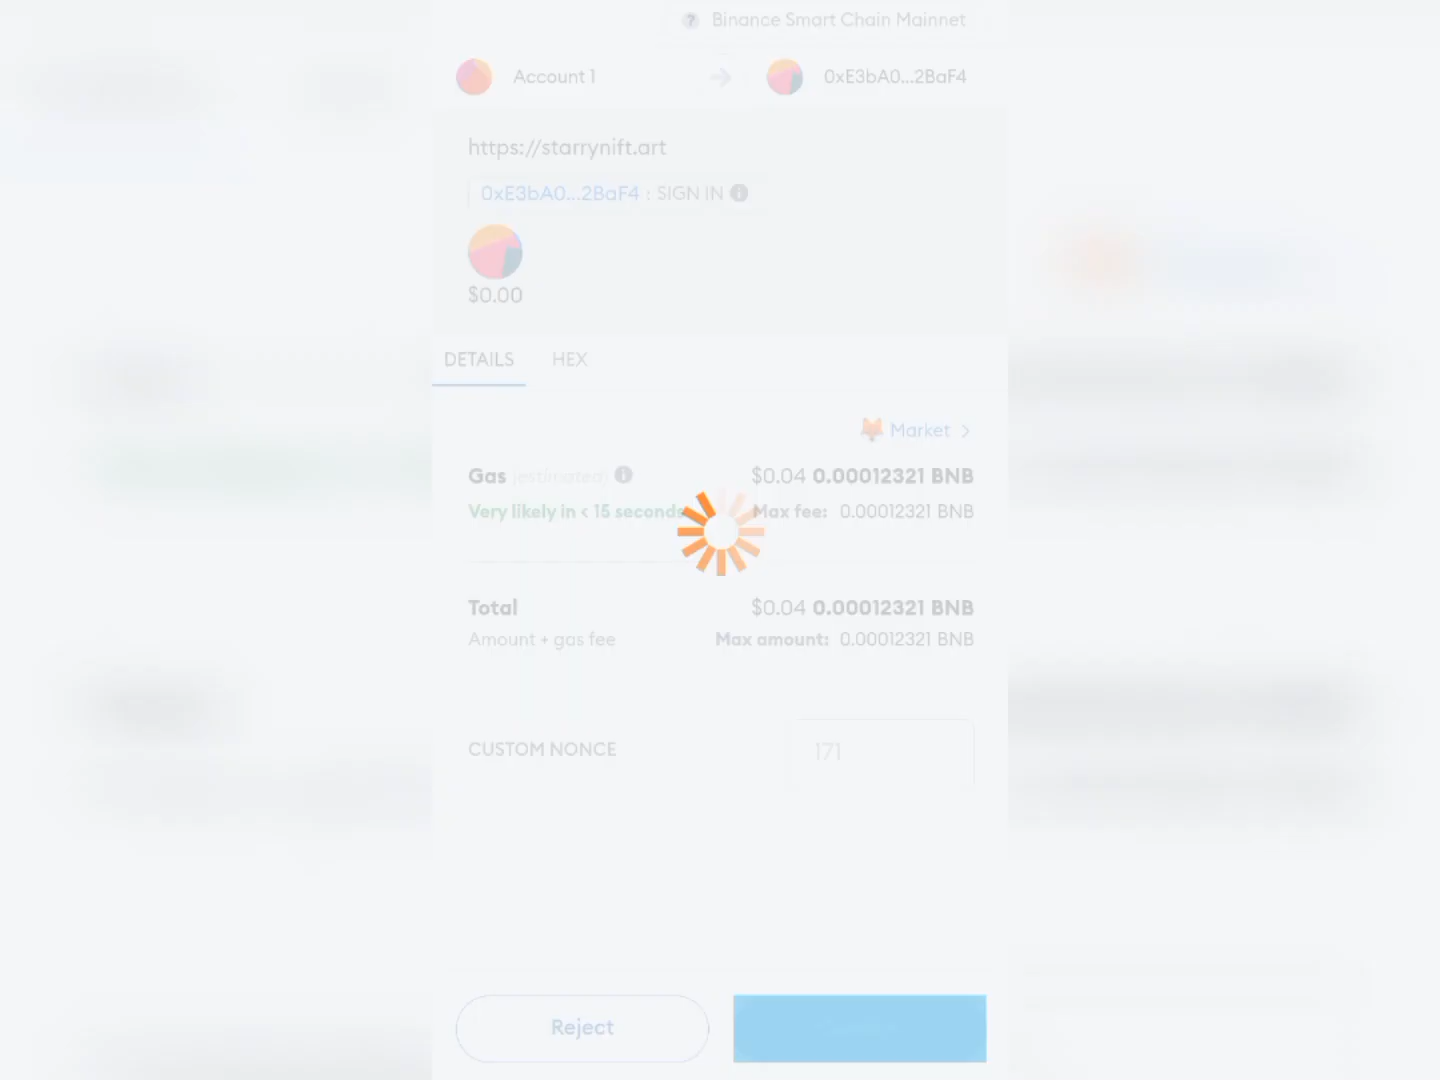 Binance Smart Chain Mainnet
Account 1
0xE3bA0...2BaF4
https://starrynift.art
0xE3bA0...2BaF4 : SIGN IN
$0.00
DETAILS HEX
Market
Gas (estimated) $0.04 0.00012321 BNB
Very likely in < 15 seconds Max fee: 0.00012321 BNB
Total $0.04 0.00012321 BNB
Amount + gas fee Max amount: 0.00012321 BNB
CUSTOM NONCE 171
Reject